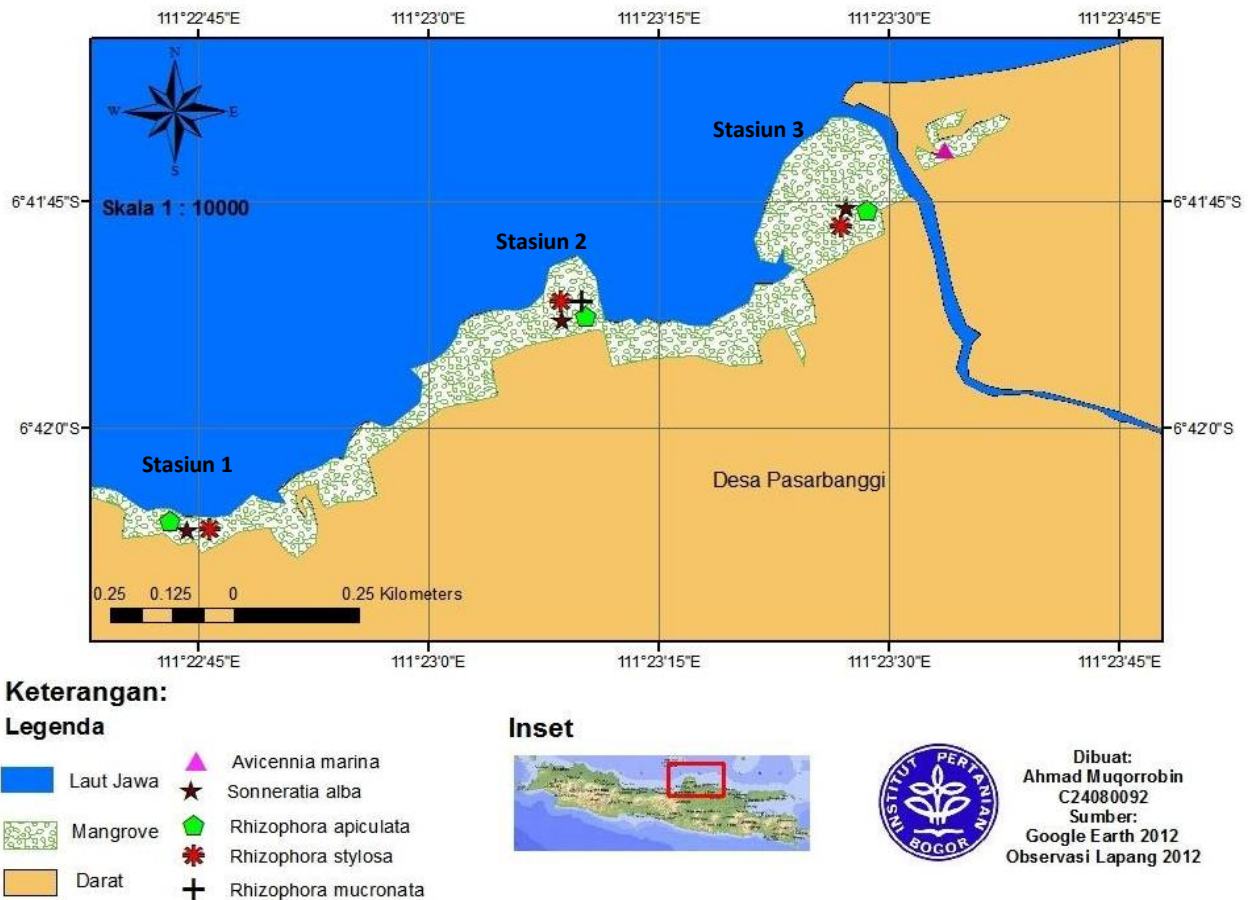 111°22'45"E 111°23'0"E 111°23'15"E 111°23'30"E 111°23'45"E
N
W E
S
Stasiun 3
Skala 1 : 10000
6°41'45"S 6°41'45"S
Stasiun 2
6°42'0"S 6°42'0"S
Stasiun 1
Desa Pasarbanggi
0.25 0.125 0 0.25 Kilometers
111°22'45"E 111°23'0"E 111°23'15"E 111°23'30"E 111°23'45"E
Keterangan:
Legenda
Laut Jawa
Mangrove
Darat
Avicennia marina
Sonneratia alba
Rhizophora apiculata
Rhizophora stylosa
Rhizophora mucronata
Inset
INSTITUT PERTANIAN
BOGOR
Dibuat:
Ahmad Muqorrobin
C24080092
Sumber:
Google Earth 2012
Observasi Lapang 2012